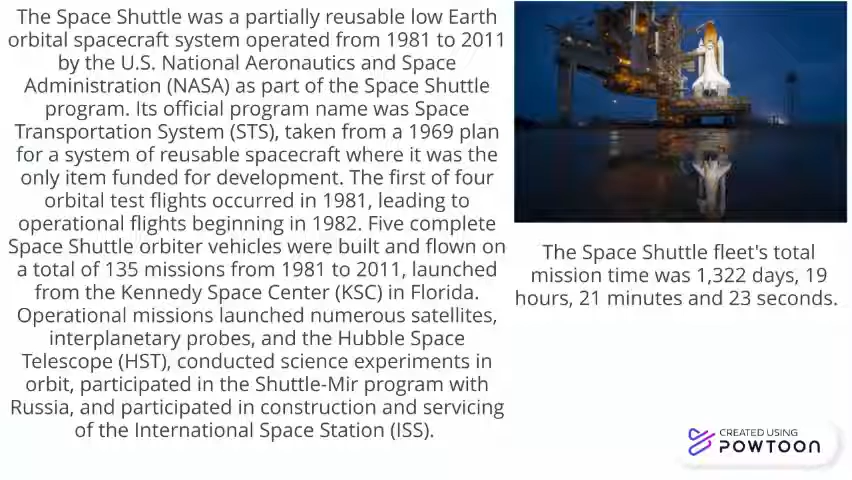 The Space Shuttle was a partially reusable low Earth
orbital spacecraft system operated from 1981 to 2011
by the U.S. National Aeronautics and Space
Administration (NASA) as part of the Space Shuttle
program. Its official program name was Space
Transportation System (STS), taken from a 1969 plan
for a system of reusable spacecraft where it was the
only item funded for development. The first of four
orbital test flights occurred in 1981, leading to
operational flights beginning in 1982. Five complete
Space Shuttle orbiter vehicles were built and flown on
a total of 135 missions from 1981 to 2011, launched
from the Kennedy Space Center (KSC) in Florida.
Operational missions launched numerous satellites,
interplanetary probes, and the Hubble Space
Telescope (HST), conducted science experiments in
orbit, participated in the Shuttle-Mir program with
Russia, and participated in construction and servicing
of the International Space Station (ISS).
The Space Shuttle fleet's total
mission time was 1,322 days, 19
hours, 21 minutes and 23 seconds.
CREATED USING
POWTOON